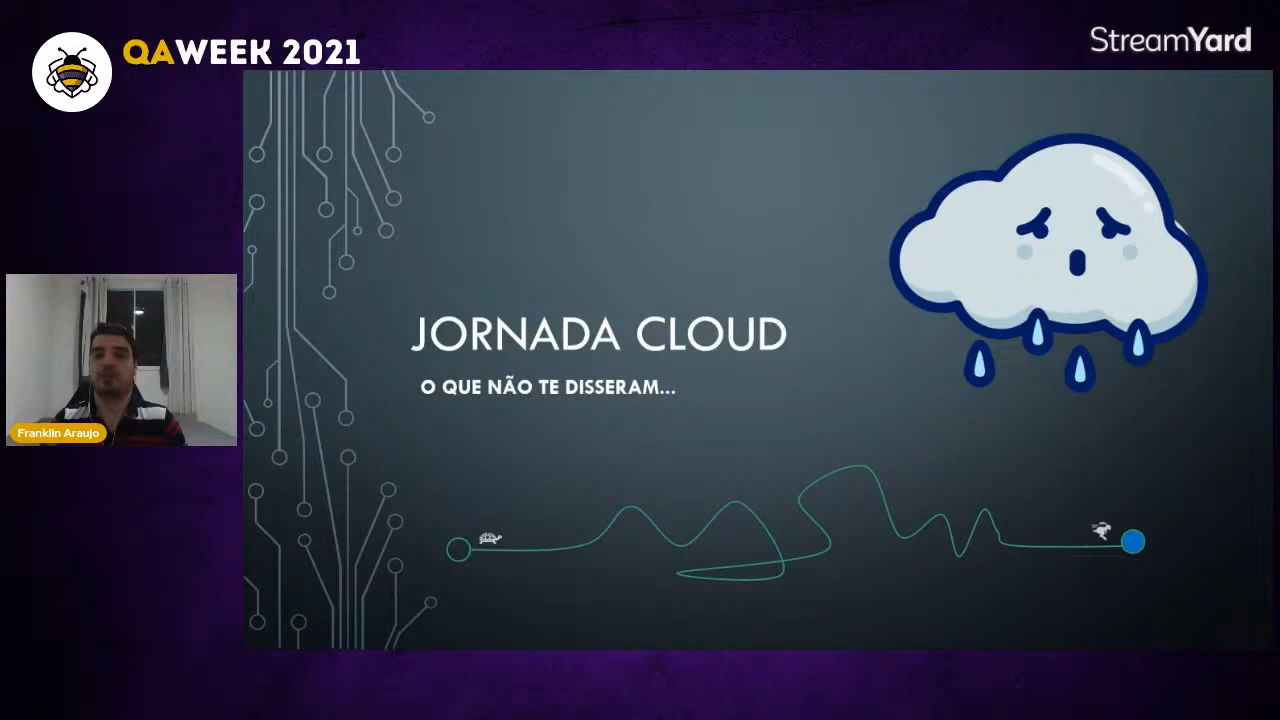 QAWEEK 2021
StreamYard
JORNADA CLOUD
O QUE NÃO TE DISSERAM...
Franklin Araujo